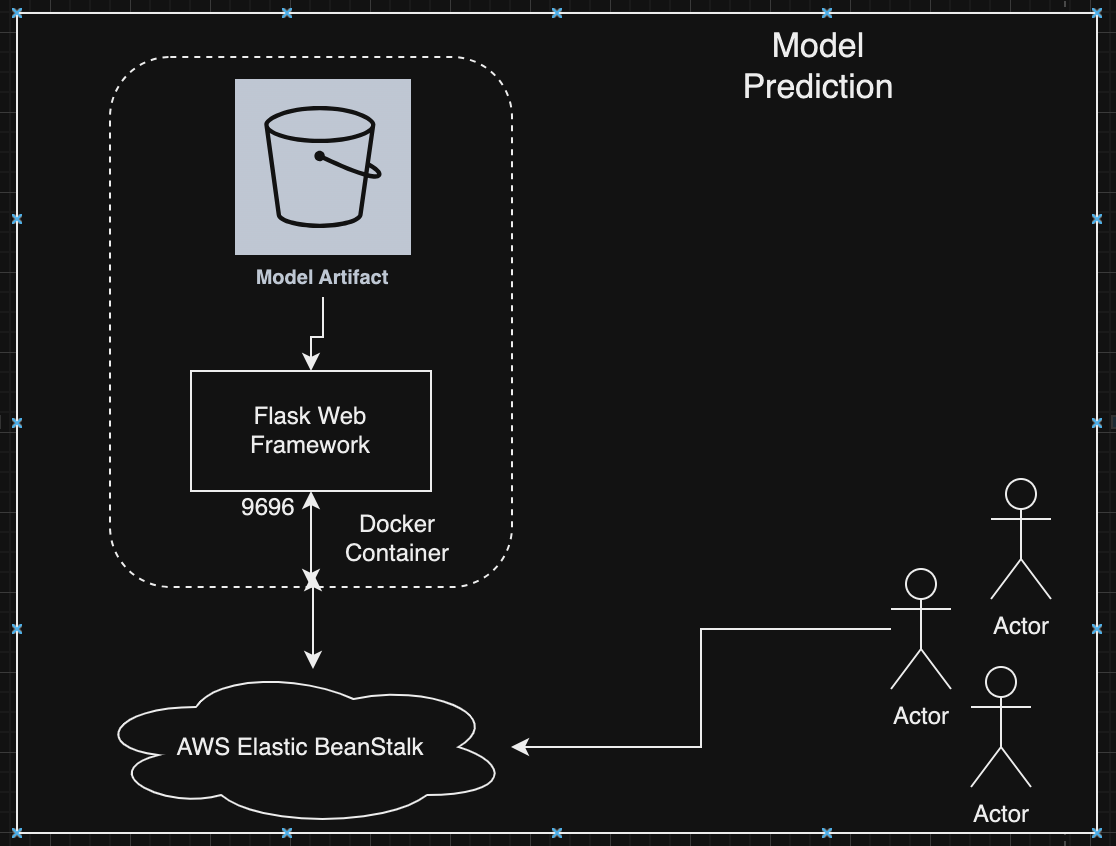 Model
Prediction
Model Artifact
Flask Web
Framework
9696
Docker
Container
AWS Elastic BeanStalk
Actor
Actor
Actor